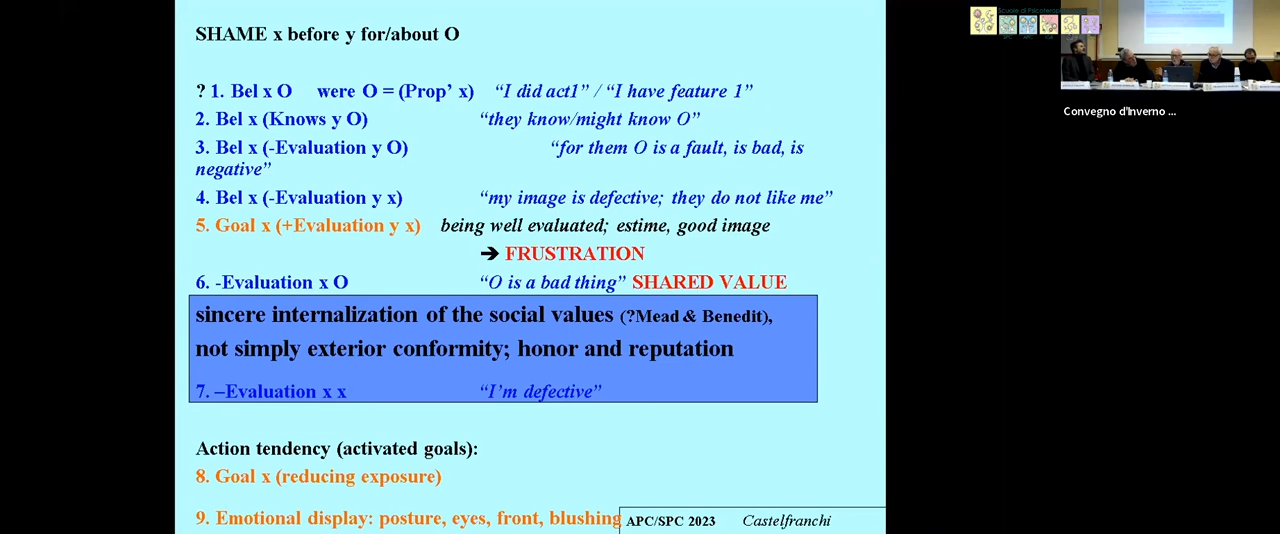 SHAME x before y for/about O
? 1. Bel x O were O = (Prop’ x) “I did act1” / “I have feature 1”
2. Bel x (Knows y O) “they know/might know O”
3. Bel x (-Evaluation y O) “for them O is a fault, is bad, is
negative”
4. Bel x (-Evaluation y x) “my image is defective; they do not like me”
5. Goal x (+Evaluation y x) being well evaluated; estime, good image
➔ FRUSTRATION
6. -Evaluation x O “O is a bad thing” SHARED VALUE
sincere internalization of the social values (?Mead & Benedit),
not simply exterior conformity; honor and reputation
7. –Evaluation x x “I’m defective”
Action tendency (activated goals):
8. Goal x (reducing exposure)
9. Emotional display: posture, eyes, front, blushing
APC/SPC 2023 Castelfranchi
Scuole di Psicoterap
Convegno d'Inverno ...